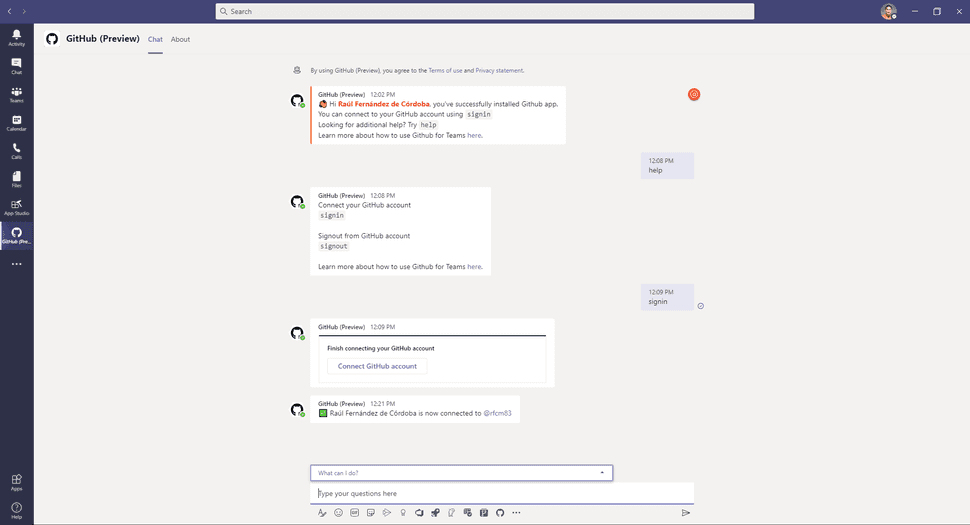 Search
GitHub (Preview)
Chat
About
Activity
Chat
Teams
Calendar
Calls
Files
App Studio
GitHub (Pre...
Apps
Help
By using GitHub (Preview), you agree to the Terms of use and Privacy statement.
GitHub (Preview) 12:02 PM
Hi Raúl Fernández de Córdoba, you've successfully installed Github app.
You can connect to your GitHub account using signin
Looking for additional help? Try help
Learn more about how to use Github for Teams here.
12:08 PM
help
GitHub (Preview) 12:08 PM
Connect your GitHub account
signin
Signout from GitHub account
signout
Learn more about how to use Github for Teams here.
12:09 PM
signin
GitHub (Preview) 12:09 PM
Finish connecting your GitHub account
Connect GitHub account
GitHub (Preview) 12:21 PM
Raúl Fernández de Córdoba is now connected to @rfcm83
What can I do?
Type your questions here